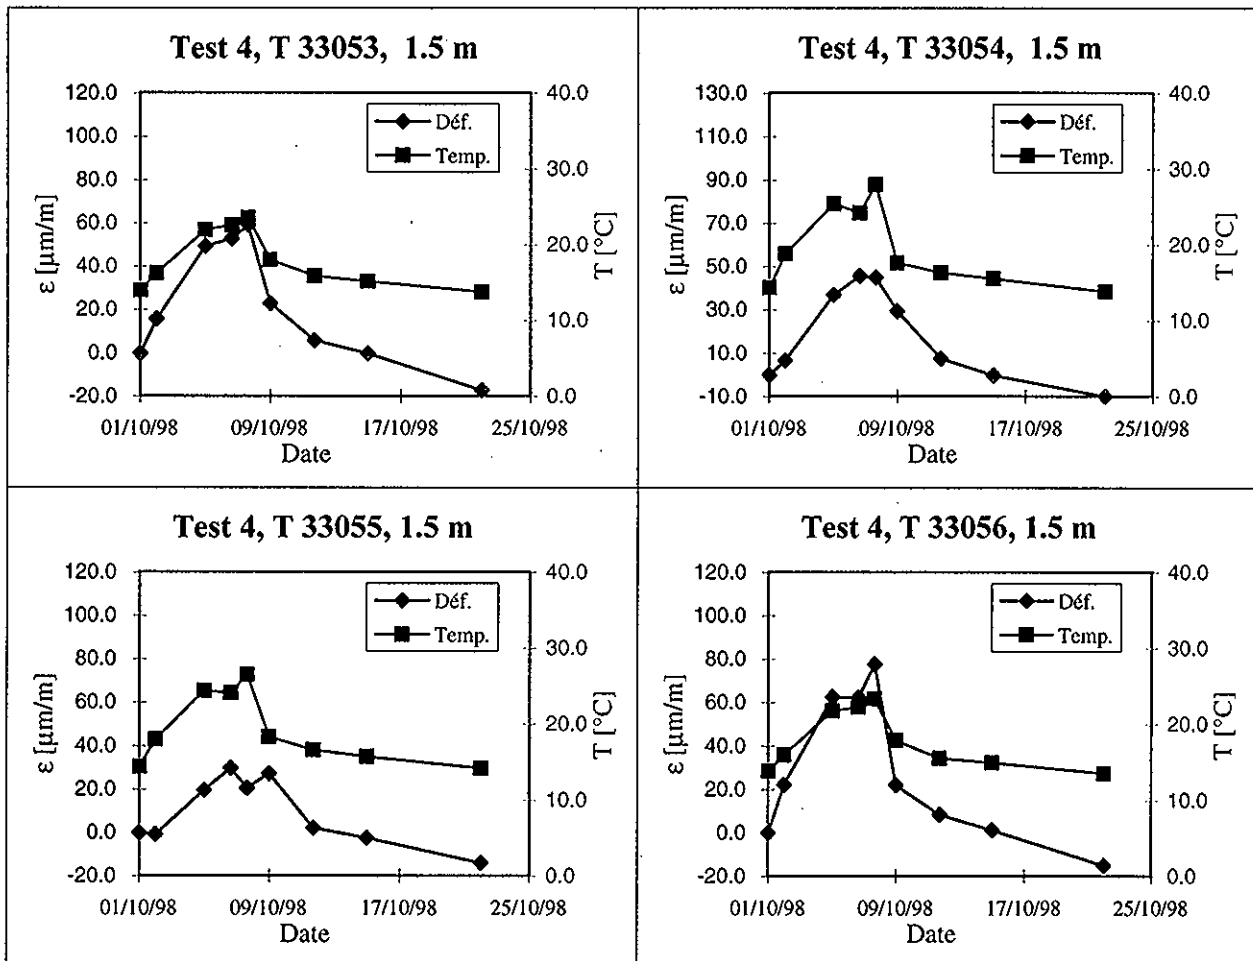 Test 4, T 33053, 1.5 m
120.0
100.0
80.0
60.0
40.0
20.0
0.0
-20.0
ε [µm/m]
40.0
30.0
20.0
10.0
0.0
T [°C]
Déf.
Temp.
01/10/98 09/10/98 17/10/98 25/10/98
Date
Test 4, T 33054, 1.5 m
130.0
110.0
90.0
70.0
50.0
30.0
10.0
-10.0
ε [µm/m]
40.0
30.0
20.0
10.0
0.0
T [°C]
Déf.
Temp.
01/10/98 09/10/98 17/10/98 25/10/98
Date
Test 4, T 33055, 1.5 m
120.0
100.0
80.0
60.0
40.0
20.0
0.0
-20.0
ε [µm/m]
40.0
30.0
20.0
10.0
0.0
T [°C]
Déf.
Temp.
01/10/98 09/10/98 17/10/98 25/10/98
Date
Test 4, T 33056, 1.5 m
120.0
100.0
80.0
60.0
40.0
20.0
0.0
-20.0
ε [µm/m]
40.0
30.0
20.0
10.0
0.0
T [°C]
Déf.
Temp.
01/10/98 09/10/98 17/10/98 25/10/98
Date